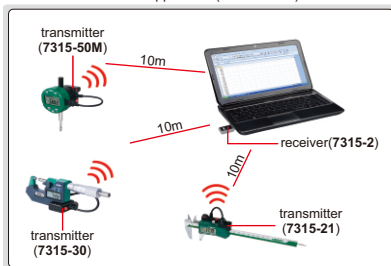 transmitter
(7315-50M)
10m
10m
receiver(7315-2)
10m
transmitter
(7315-30)
transmitter
(7315-21)